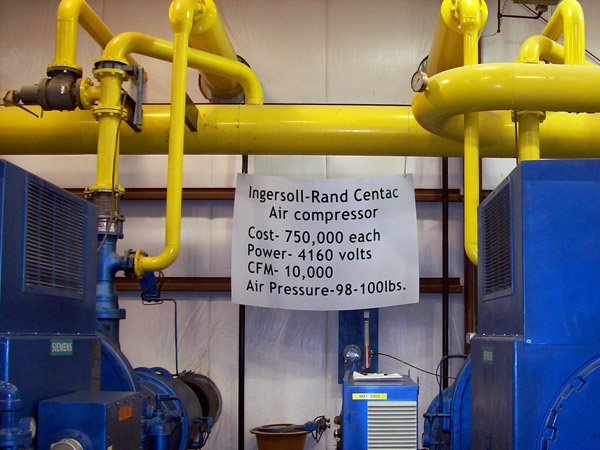 Ingersoll-Rand Centac
Air compressor
Cost- 750,000 each
Power- 4160 volts
CFM- 10,000
Air Pressure-98-100lbs.
SIEMENS